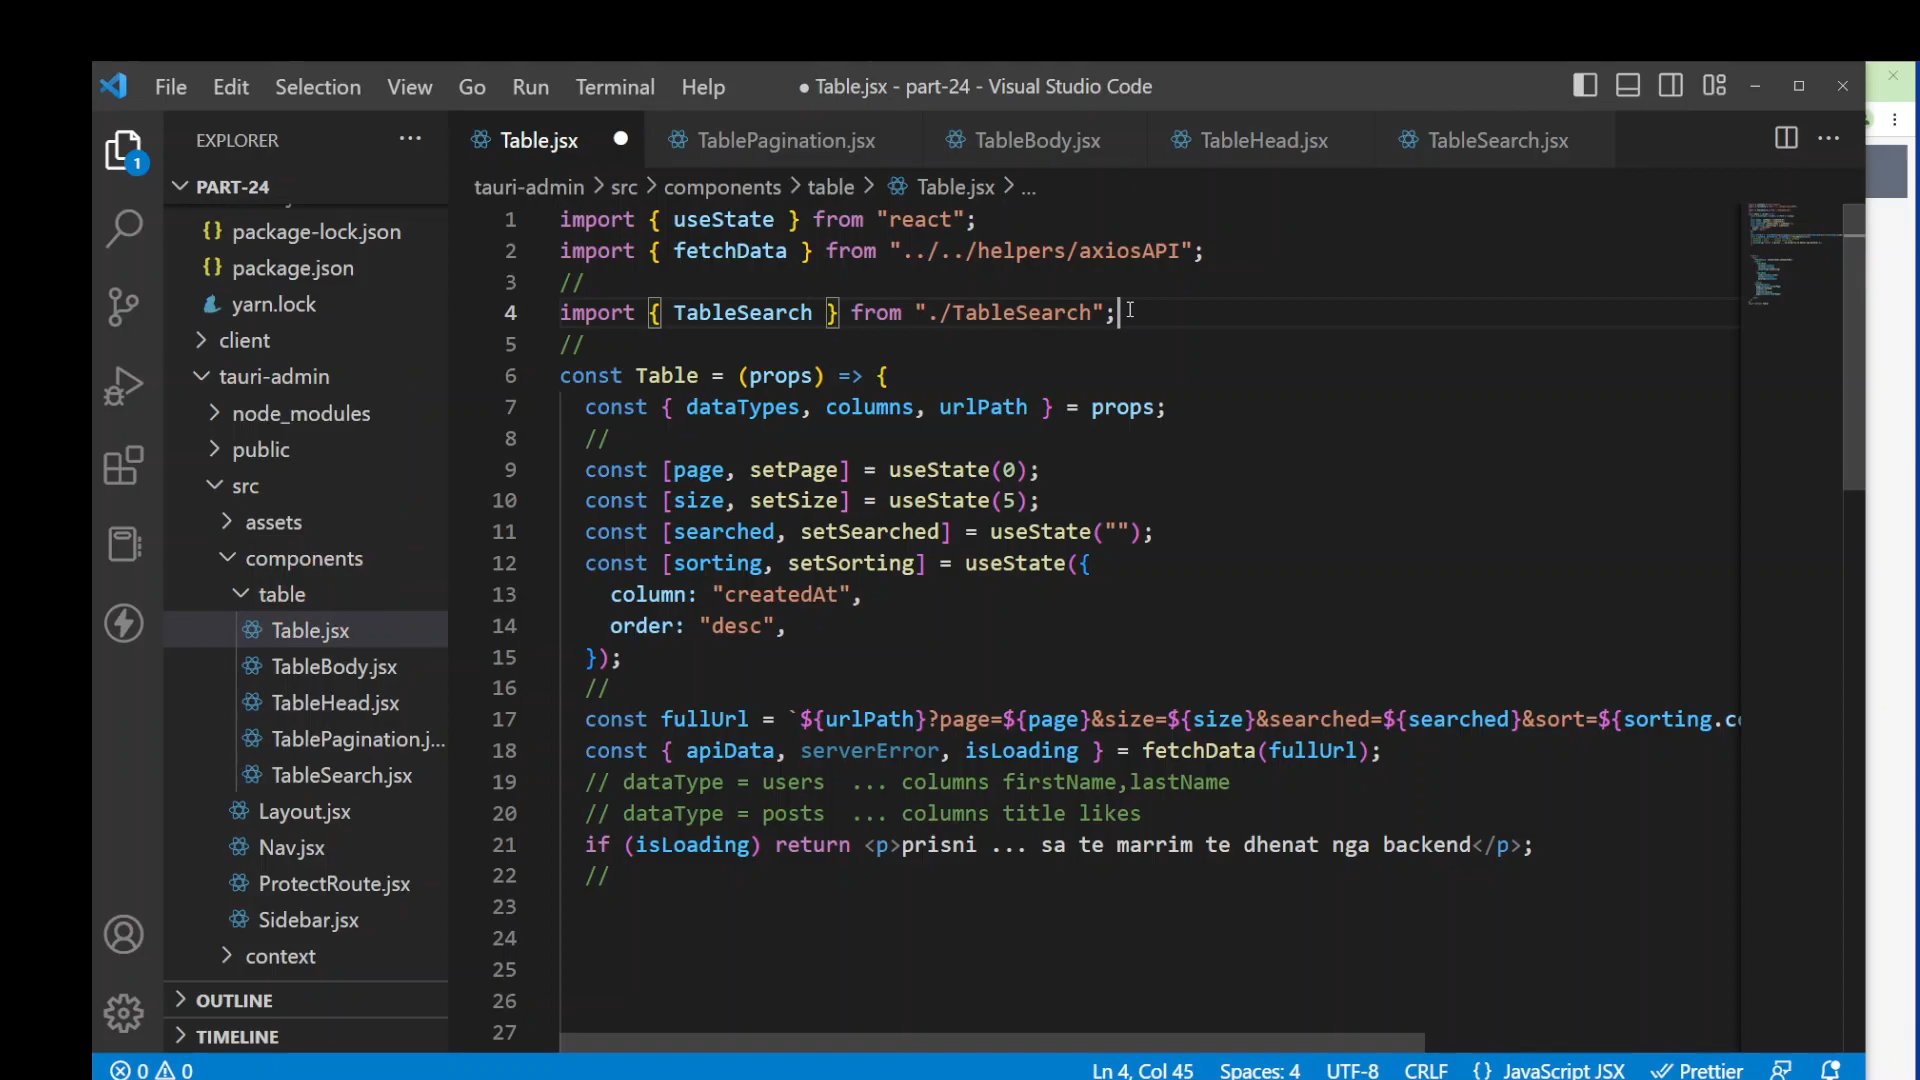 File Edit Selection View Go Run Terminal Help ● Table.jsx - part-24 - Visual Studio Code
EXPLORER ...
1
PART-24
package-lock.json
package.json
yarn.lock
client
tauri-admin
node_modules
public
src
assets
components
table
Table.jsx
TableBody.jsx
TableHead.jsx
TablePagination.j...
TableSearch.jsx
Layout.jsx
Nav.jsx
ProtectRoute.jsx
Sidebar.jsx
context
OUTLINE
TIMELINE
Table.jsx TablePagination.jsx TableBody.jsx TableHead.jsx TableSearch.jsx
tauri-admin > src > components > table > Table.jsx > ...
1 import { useState } from "react";
2 import { fetchData } from "../../helpers/axiosAPI";
3 //
4 import { TableSearch } from "./TableSearch";
5 //
6 const Table = (props) => {
7 const { dataTypes, columns, urlPath } = props;
8 //
9 const [page, setPage] = useState(0);
10 const [size, setSize] = useState(5);
11 const [searched, setSearched] = useState("");
12 const [sorting, setSorting] = useState({
13 column: "createdAt",
14 order: "desc",
15 });
16 //
17 const fullUrl = `${urlPath}?page=${page}&size=${size}&searched=${searched}&sort=${sorting.co
18 const { apiData, serverError, isLoading } = fetchData(fullUrl);
19 // dataType = users ... columns firstName,lastName
20 // dataType = posts ... columns title likes
21 if (isLoading) return <p>prisni ... sa te marrim te dhenat nga backend</p>;
22 //
23
24
25
26
27
0 0 Ln 4, Col 45 Spaces: 4 UTF-8 CRLF {} JavaScript JSX Prettier